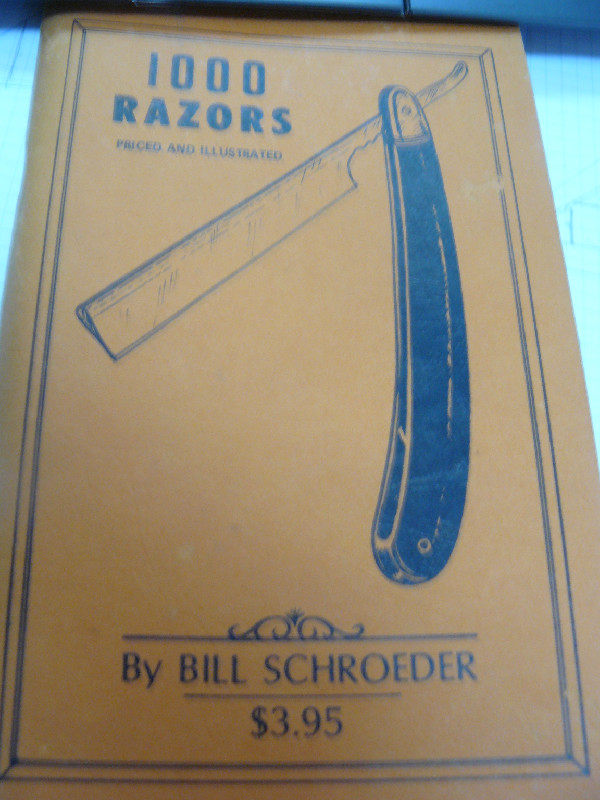 1000
RAZORS
PRICED AND ILLUSTRATED
By BILL SCHROEDER
$3.95